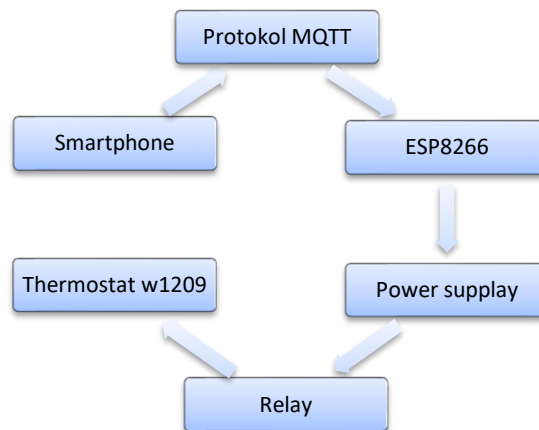 Protokol MQTT
Smartphone
ESP8266
Thermostat w1209
Power supplay
Relay